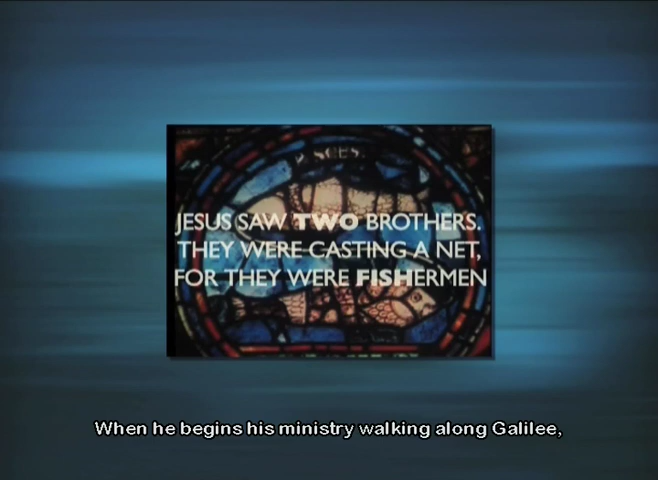 PISCES
JESUS SAW TWO BROTHERS.
THEY WERE CASTING A NET,
FOR THEY WERE FISHERMEN
When he begins his ministry walking along Galilee,